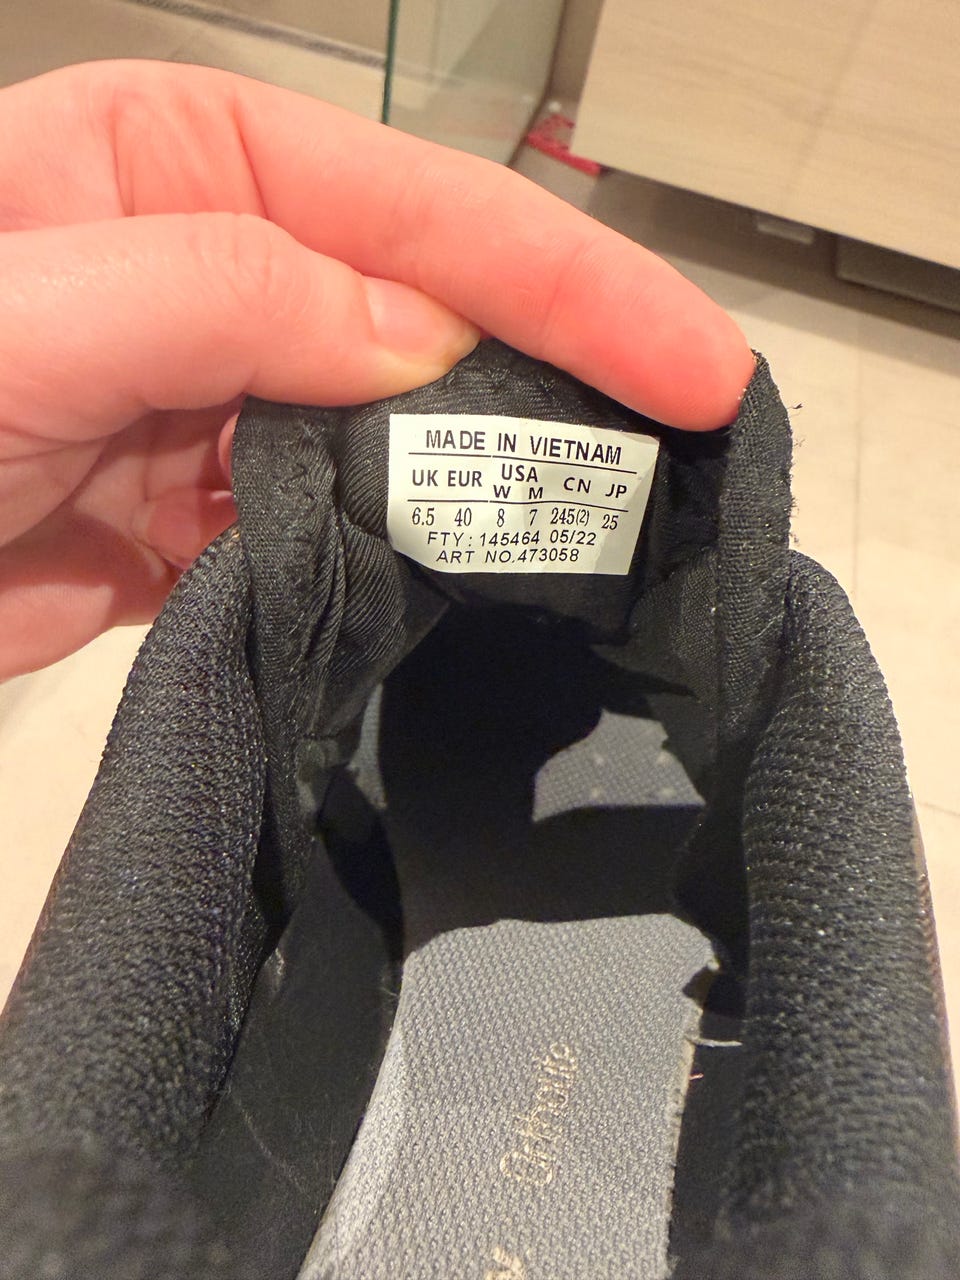 MADE IN VIETNAM
UK EUR USA CN JP
W M
6.5 40 8 7 245(2) 25
FTY: 145464 05/22
ART NO.473058
Ortholite